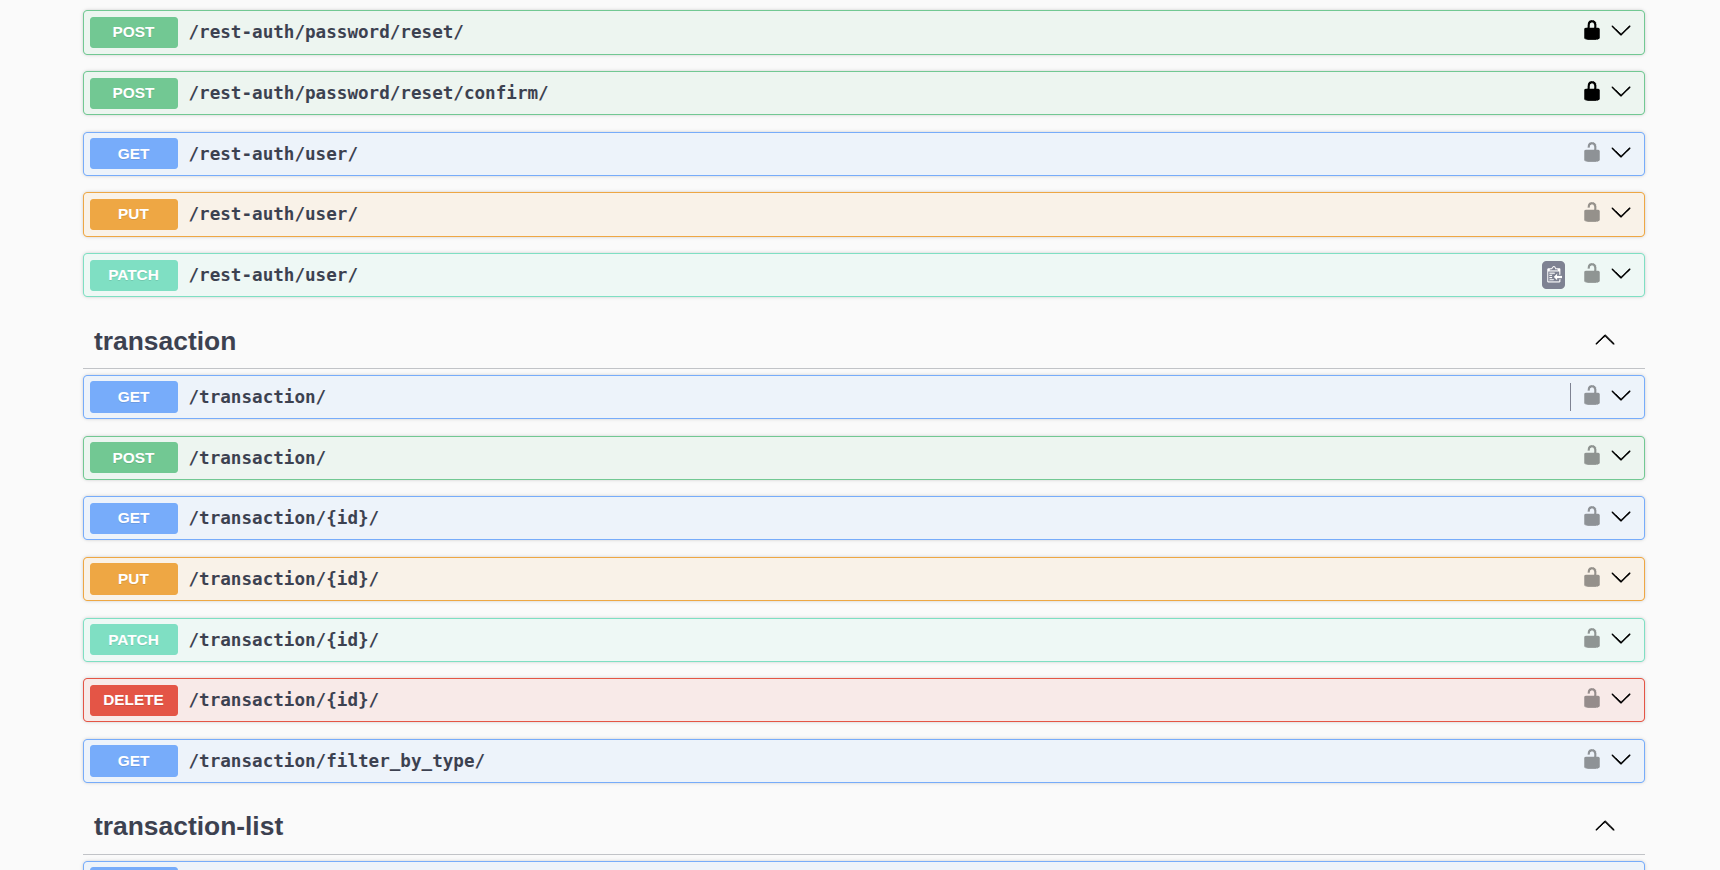 POST /rest-auth/password/reset/
POST /rest-auth/password/reset/confirm/
GET /rest-auth/user/
PUT /rest-auth/user/
PATCH /rest-auth/user/
transaction
GET /transaction/
POST /transaction/
GET /transaction/{id}/
PUT /transaction/{id}/
PATCH /transaction/{id}/
DELETE /transaction/{id}/
GET /transaction/filter_by_type/
transaction-list